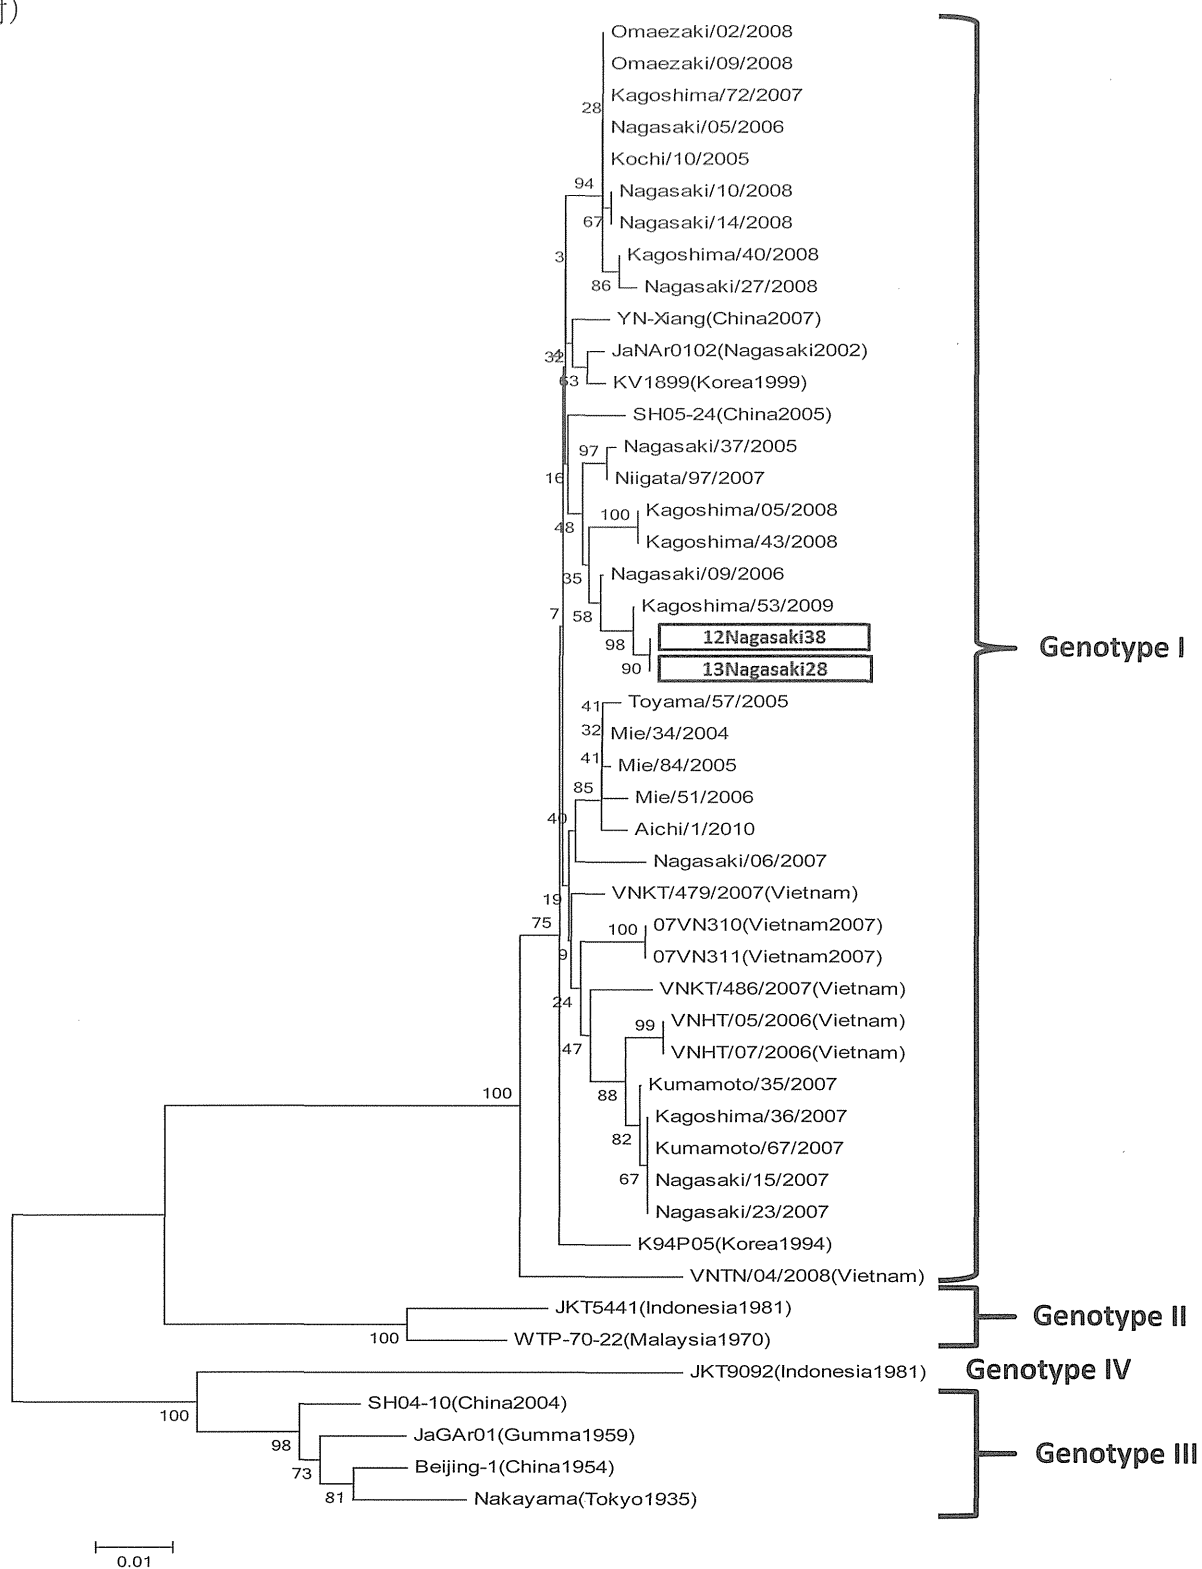 討)
Omaezaki/02/2008
Omaezaki/09/2008
Kagoshima/72/2007
28
Nagasaki/05/2006
Kochi/10/2005
94
Nagasaki/10/2008
67
Nagasaki/14/2008
3
Kagoshima/40/2008
86
Nagasaki/27/2008
YN-Xiang(China2007)
32
4
JaNAr0102(Nagasaki2002)
63
KV1899(Korea1999)
SH05-24(China2005)
97
Nagasaki/37/2005
16
Niigata/97/2007
100
Kagoshima/05/2008
48
Kagoshima/43/2008
35
Nagasaki/09/2006
7
58
Kagoshima/53/2009
98
12Nagasaki38
Genotype I
90
13Nagasaki28
41
Toyama/57/2005
32
Mie/34/2004
41
Mie/84/2005
85
Mie/51/2006
40
Aichi/1/2010
Nagasaki/06/2007
19
VNKT/479/2007(Vietnam)
75
100
07VN310(Vietnam2007)
9
07VN311(Vietnam2007)
24
VNKT/486/2007(Vietnam)
99
VNHT/05/2006(Vietnam)
47
VNHT/07/2006(Vietnam)
100
88
Kumamoto/35/2007
Kagoshima/36/2007
82
Kumamoto/67/2007
67
Nagasaki/15/2007
Nagasaki/23/2007
K94P05(Korea1994)
VNTN/04/2008(Vietnam)
JKT5441(Indonesia1981)
Genotype II
100
WTP-70-22(Malaysia1970)
JKT9092(Indonesia1981)
Genotype IV
100
SH04-10(China2004)
98
JaGAr01(Gumma1959)
Genotype III
73
Beijing-1(China1954)
81
Nakayama(Tokyo1935)
0.01